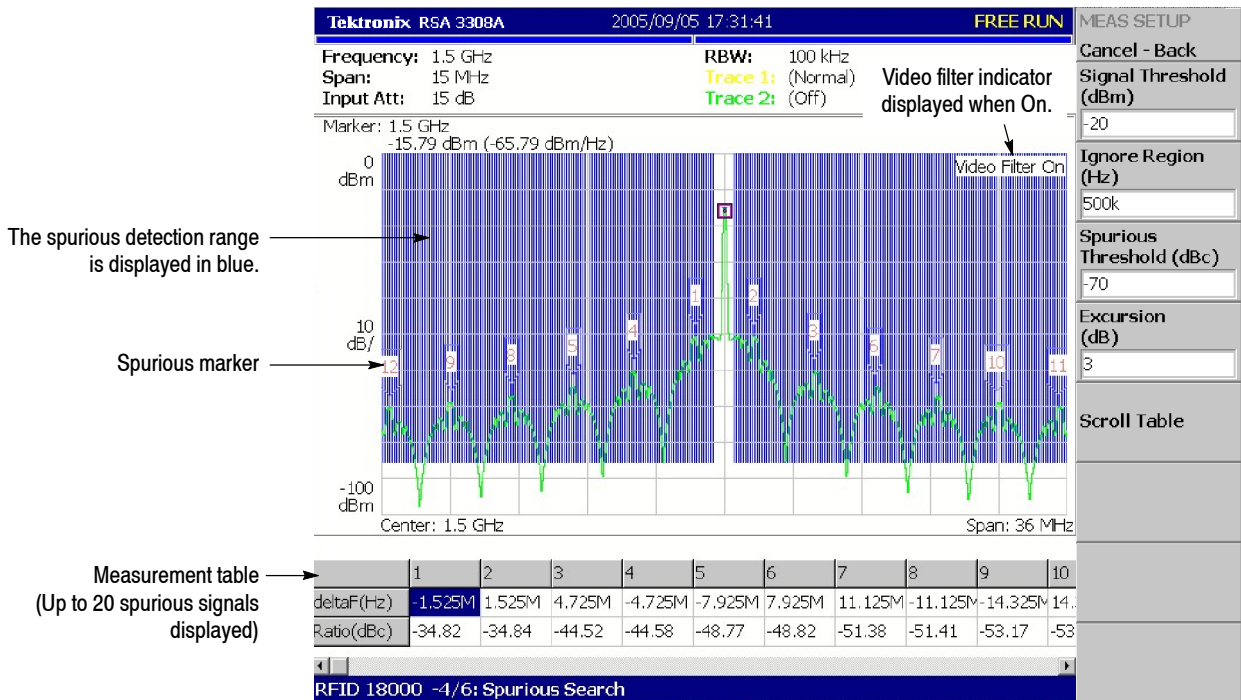 Tektronix RSA 3308A 2005/09/05 17:31:41 FREE RUN
Frequency: 1.5 GHz
Span: 15 MHz
Input Att: 15 dB
RBW: 100 kHz
Trace 1: (Normal)
Trace 2: (Off)
Video filter indicator
displayed when On.
Marker: 1.5 GHz
-15.79 dBm (-65.79 dBm/Hz)
0
dBm
Video Filter On
The spurious detection range
is displayed in blue.
1
2
10
dB/
Spurious marker
12
9
8
5
4
3
6
7
10
11
-100
dBm
Center: 1.5 GHz
Span: 36 MHz
MEAS SETUP
Cancel - Back
Signal Threshold
(dBm)
-20
Ignore Region
(Hz)
500k
Spurious
Threshold (dBc)
-70
Excursion
(dB)
3
Scroll Table
Measurement table
(Up to 20 spurious signals
displayed)
1 2 3 4 5 6 7 8 9 10
deltaF(Hz) -1.525M 1.525M 4.725M -4.725M -7.925M 7.925M 11.125M -11.125M -14.325M 14.
Ratio(dBc) -34.82 -34.84 -44.52 -44.58 -48.77 -48.82 -51.38 -51.41 -53.17 -53
RFID 18000 -4/6: Spurious Search